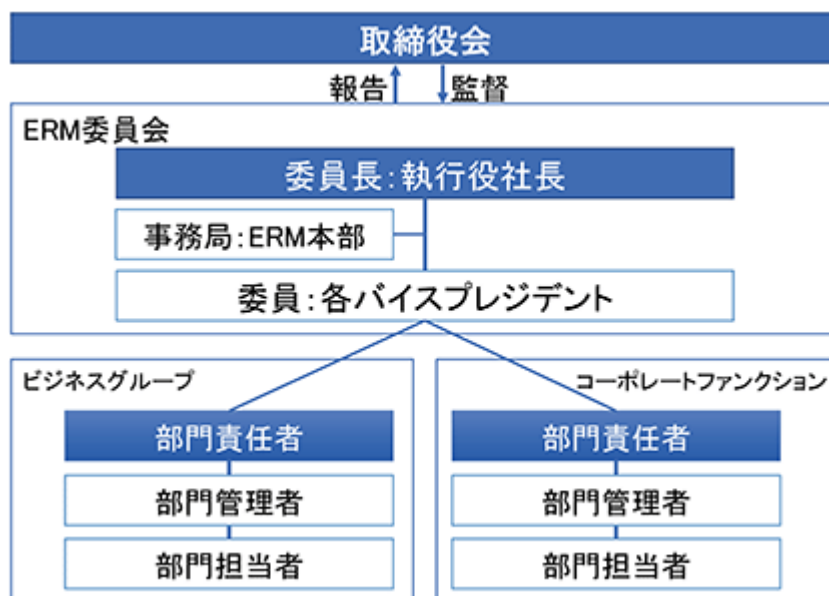 取締役会
報告 監督
ERM委員会
委員長:執行役社長
事務局:ERM本部
委員:各バイスプレジデント
ビジネスグループ
部門責任者
部門管理者
部門担当者
コーポレートファンクション
部門責任者
部門管理者
部門担当者